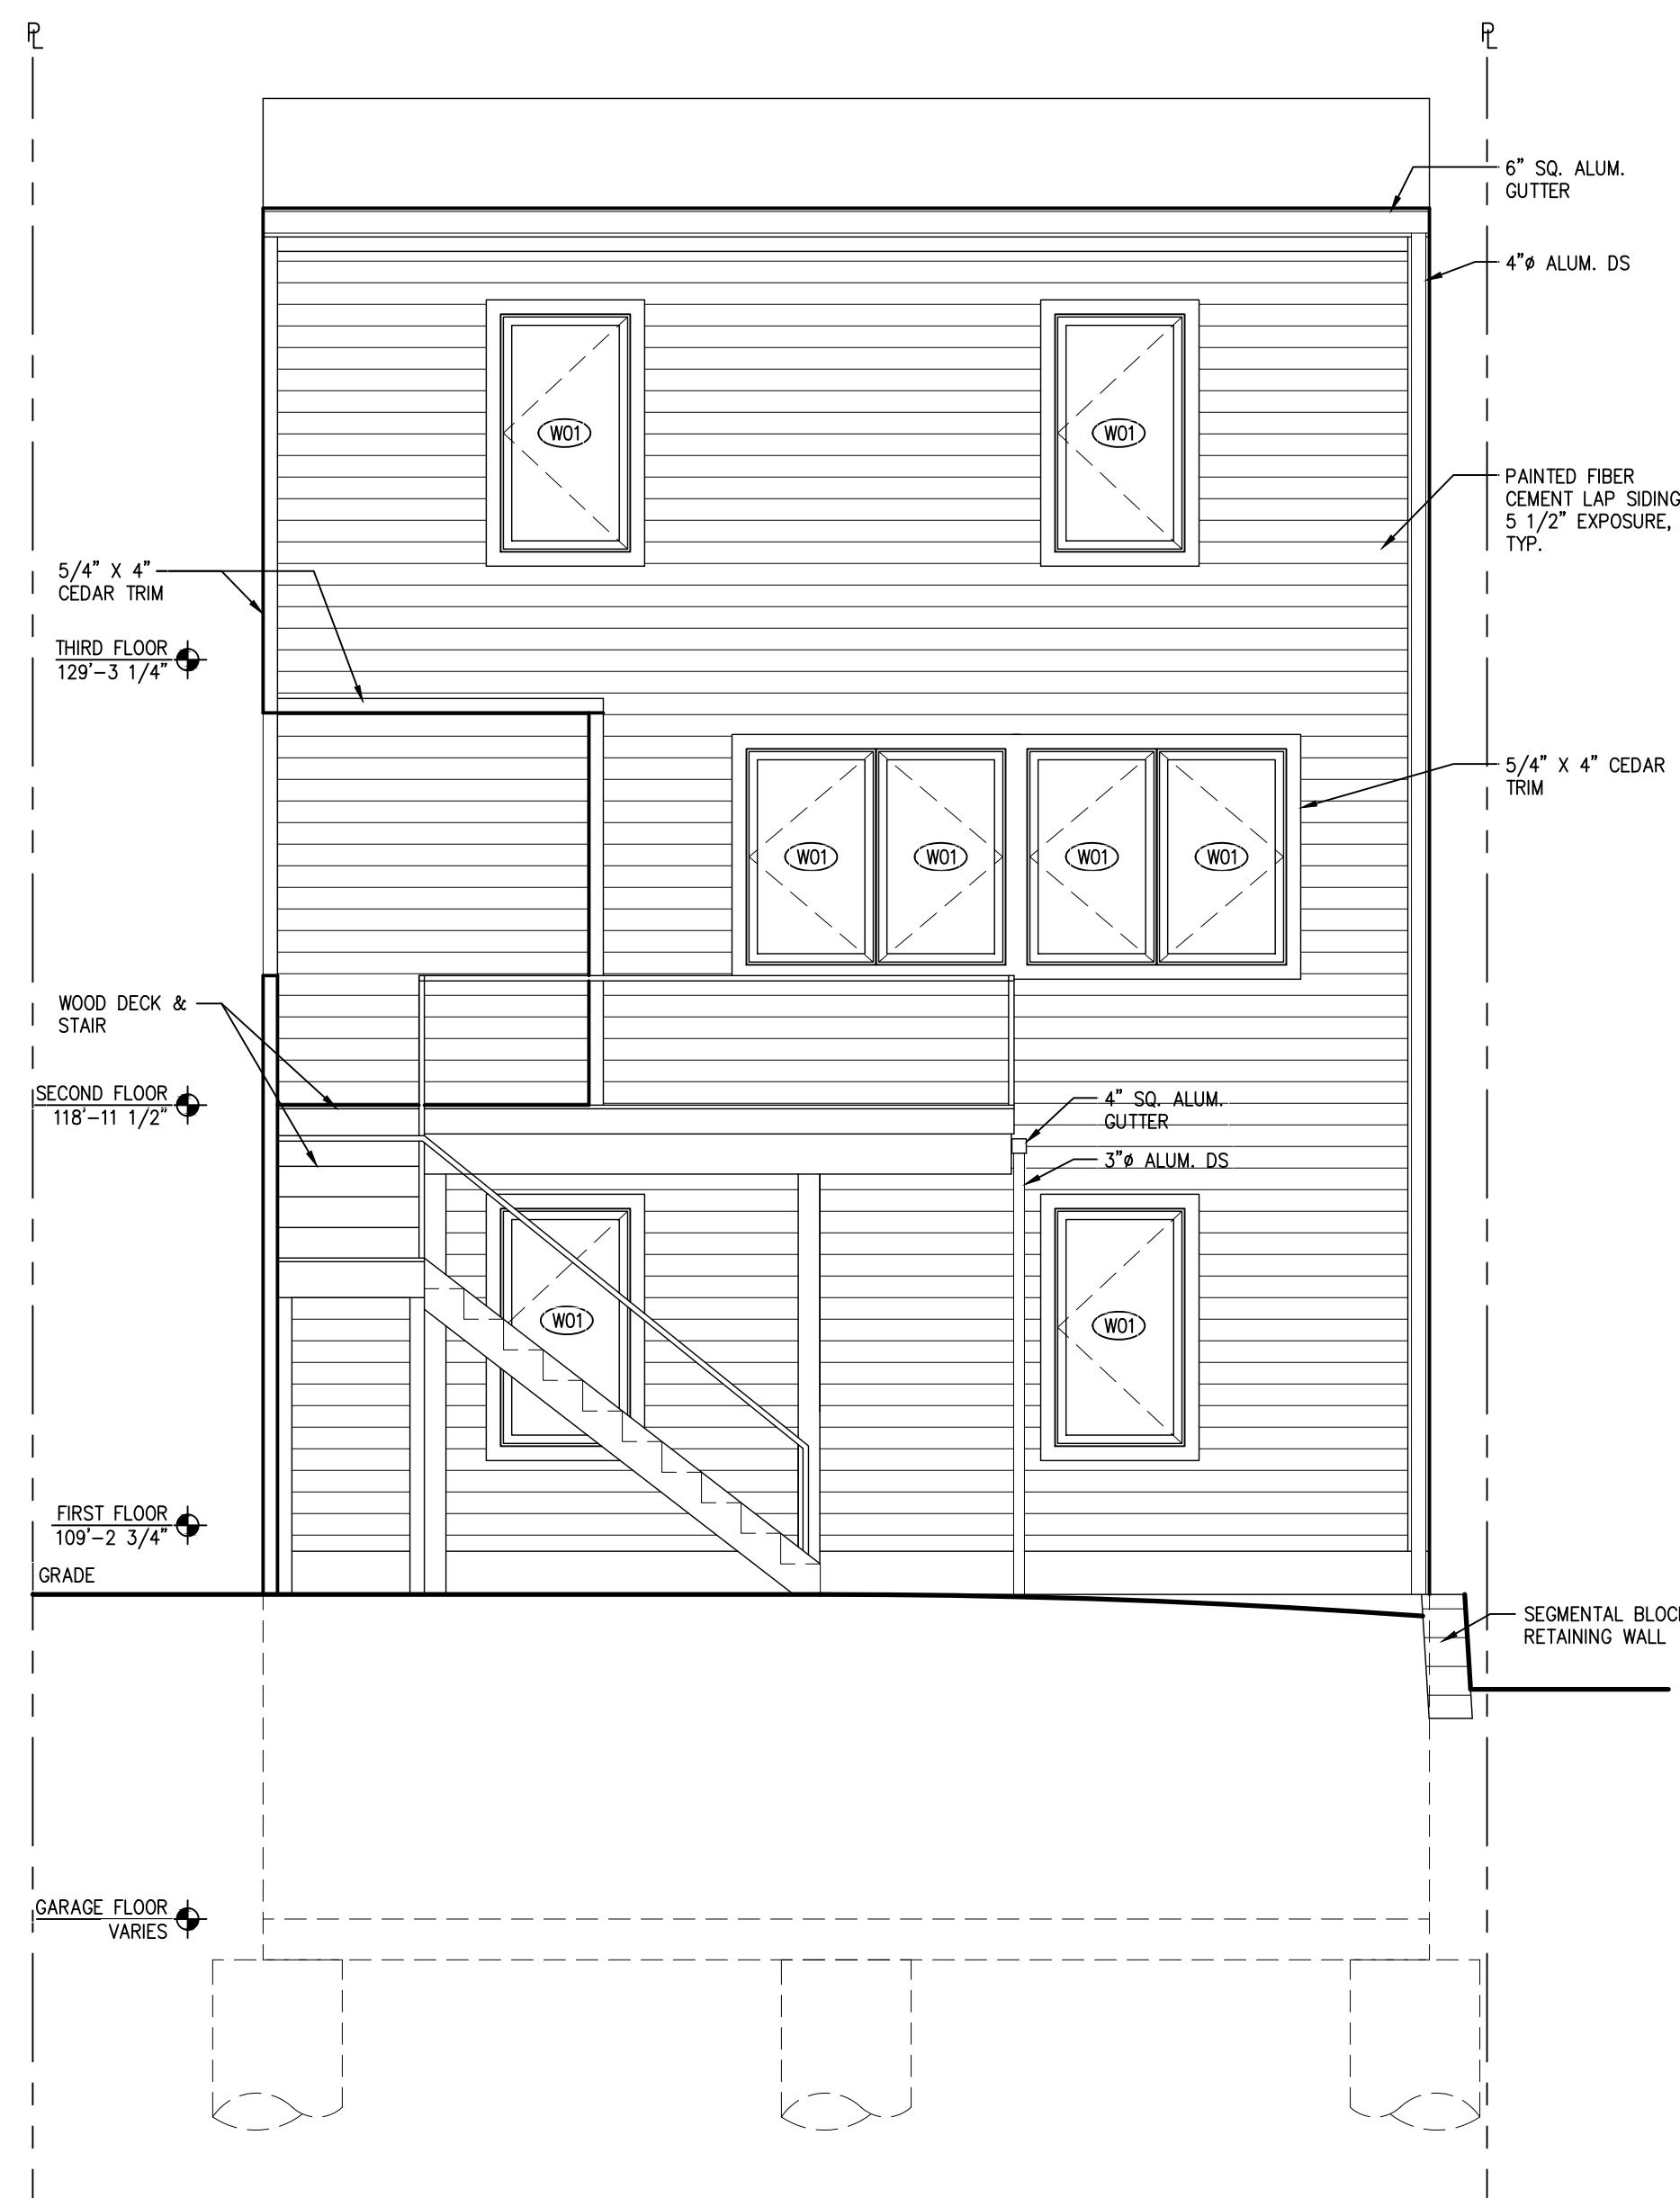 PL
PL
6" SQ. ALUM.
GUTTER
4"ø ALUM. DS
PAINTED FIBER
CEMENT LAP SIDING
5 1/2" EXPOSURE,
TYP.
W01
W01
5/4" X 4"
CEDAR TRIM
THIRD FLOOR
129'-3 1/4"
5/4" X 4" CEDAR
TRIM
W01
W01
W01
W01
WOOD DECK &
STAIR
SECOND FLOOR
118'-11 1/2"
4" SQ. ALUM.
GUTTER
3"ø ALUM. DS
W01
W01
FIRST FLOOR
109'-2 3/4"
GRADE
SEGMENTAL
RETAINING WALL
GARAGE FLOOR
VARIES